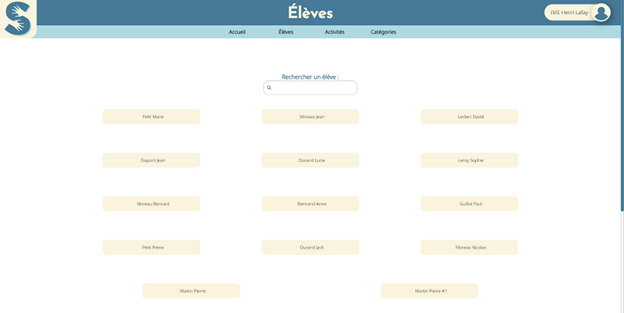 Élèves
IME Henri Lafay
Accueil Élèves Activités Catégories
Rechercher un élève :
Petit Marie Moreau Jean Leclerc David
Dupont Jean Durand Lucie Leroy Sophie
Moreau Bernard Bertrand Anne Guillot Paul
Petit Pierre Durand Jack Moreau Nicolas
Martin Pierre Martin Pierre #1